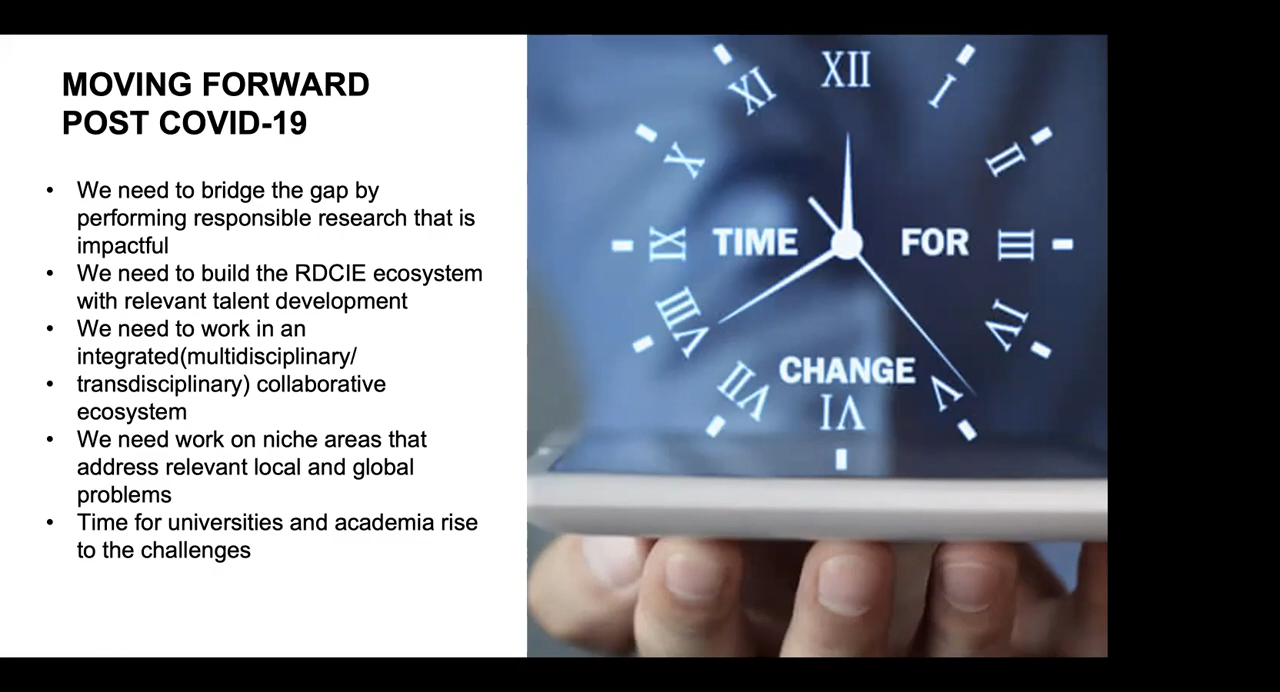 MOVING FORWARD
POST COVID-19
• We need to bridge the gap by
performing responsible research that is
impactful
• We need to build the RDCIE ecosystem
with relevant talent development
• We need to work in an
integrated(multidisciplinary/
• transdisciplinary) collaborative
ecosystem
• We need work on niche areas that
address relevant local and global
problems
• Time for universities and academia rise
to the challenges
XII
XI
I
X
II
IX
TIME
FOR
III
VIII
IV
CHANGE
VII
V
VI